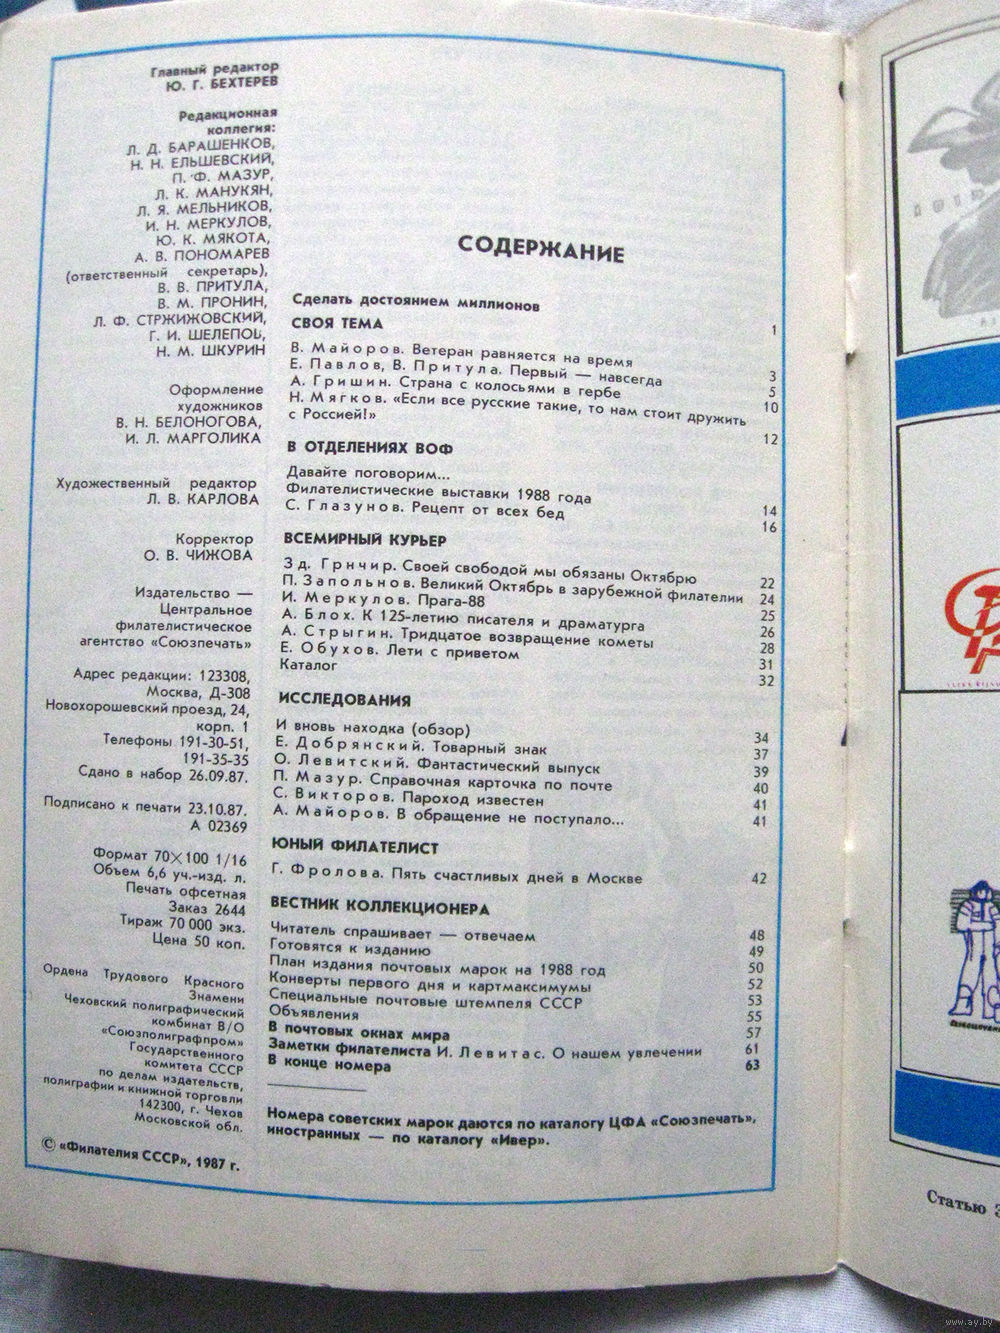 Главный редактор
Ю. Г. БЕХТЕРЕВ
Редакционная
коллегия:
Л. Д. БАРАШЕНКОВ,
Н. Н. ЕЛЬШЕВСКИЙ,
П. Ф. МАЗУР,
Л. К. МАНУКЯН,
Л. Я. МЕЛЬНИКОВ,
И. Н. МЕРКУЛОВ,
Ю. К. МЯКОТА,
А. В. ПОНОМАРЕВ
(ответственный секретарь),
В. В. ПРИТУЛА,
В. М. ПРОНИН,
Л. Ф. СТРЖИЖОВСКИЙ,
Г. И. ШЕЛЕПОВ,
Н. М. ШКУРИН
Оформление
художников
В. Н. БЕЛОНОГОВА,
И. Л. МАРГОЛИКА
Художественный редактор
Л. В. КАРЛОВА
Корректор
О. В. ЧИЖОВА
Издательство —
Центральное
филателистическое
агентство «Союзпечать»
Адрес редакции: 123308,
Москва, Д-308
Новохорошевский проезд, 24,
корп. 1
Телефоны 191-30-51,
191-35-35
Сдано в набор 26.09.87.
Подписано к печати 23.10.87.
А 02369
Формат 70×100 1/16
Объем 6,6 уч.-изд. л.
Печать офсетная
Заказ 2644
Тираж 70 000 экз.
Цена 50 коп.
Ордена Трудового Красного
Знамени
Чеховский полиграфический
комбинат В/О
«Союзполиграфпром»
Государственного
комитета СССР
по делам издательств,
полиграфии и книжной торговли
142300, г. Чехов
Московской обл.
© «Филателия СССР», 1987 г.
СОДЕРЖАНИЕ
Сделать достоянием миллионов 1
СВОЯ ТЕМА
В. Майоров. Ветеран равняется на время 3
Е. Павлов, В. Притула. Первый — навсегда 5
А. Гришин. Страна с колосьями в гербе 10
Н. Мягков. «Если все русские такие, то нам стоит дружить
с Россией!» 12
В ОТДЕЛЕНИЯХ ВОФ
Давайте поговорим...
Филателистические выставки 1988 года 14
С. Глазунов. Рецепт от всех бед 16
ВСЕМИРНЫЙ КУРЬЕР
Зд. Грнчир. Своей свободой мы обязаны Октябрю 22
П. Запольнов. Великий Октябрь в зарубежной филателии 24
И. Меркулов. Прага-88 25
А. Блох. К 125-летию писателя и драматурга 26
А. Стрыгин. Тридцатое возвращение кометы 28
Е. Обухов. Лети с приветом 31
Каталог 32
ИССЛЕДОВАНИЯ
И вновь находка (обзор) 34
Е. Добрянский. Товарный знак 37
О. Левитский. Фантастический выпуск 39
П. Мазур. Справочная карточка по почте 40
С. Викторов. Пароход известен 41
А. Майоров. В обращение не поступало... 41
ЮНЫЙ ФИЛАТЕЛИСТ
Г. Фролова. Пять счастливых дней в Москве 42
ВЕСТНИК КОЛЛЕКЦИОНЕРА
Читатель спрашивает — отвечаем 48
Готовятся к изданию 49
План издания почтовых марок на 1988 год 50
Конверты первого дня и картмаксимумы 52
Специальные почтовые штемпеля СССР 53
Объявления 55
В почтовых окнах мира 57
Заметки филателиста И. Левитас. О нашем увлечении 61
В конце номера 63
Номера советских марок даются по каталогу ЦФА «Союзпечать»,
иностранных — по каталогу «Ивер».
Статью
www.ay.by